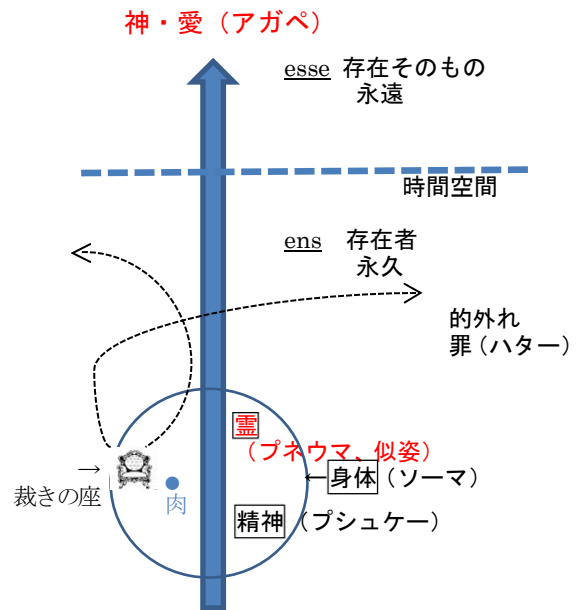 神・愛（アガペ）
esse 存在そのもの
永遠
時間空間
ens 存在者
永久
的外れ
罪（ハター）
霊
（プネウマ、似姿）
→
裁きの座
肉
←身体（ソーマ）
精神（プシュケー）